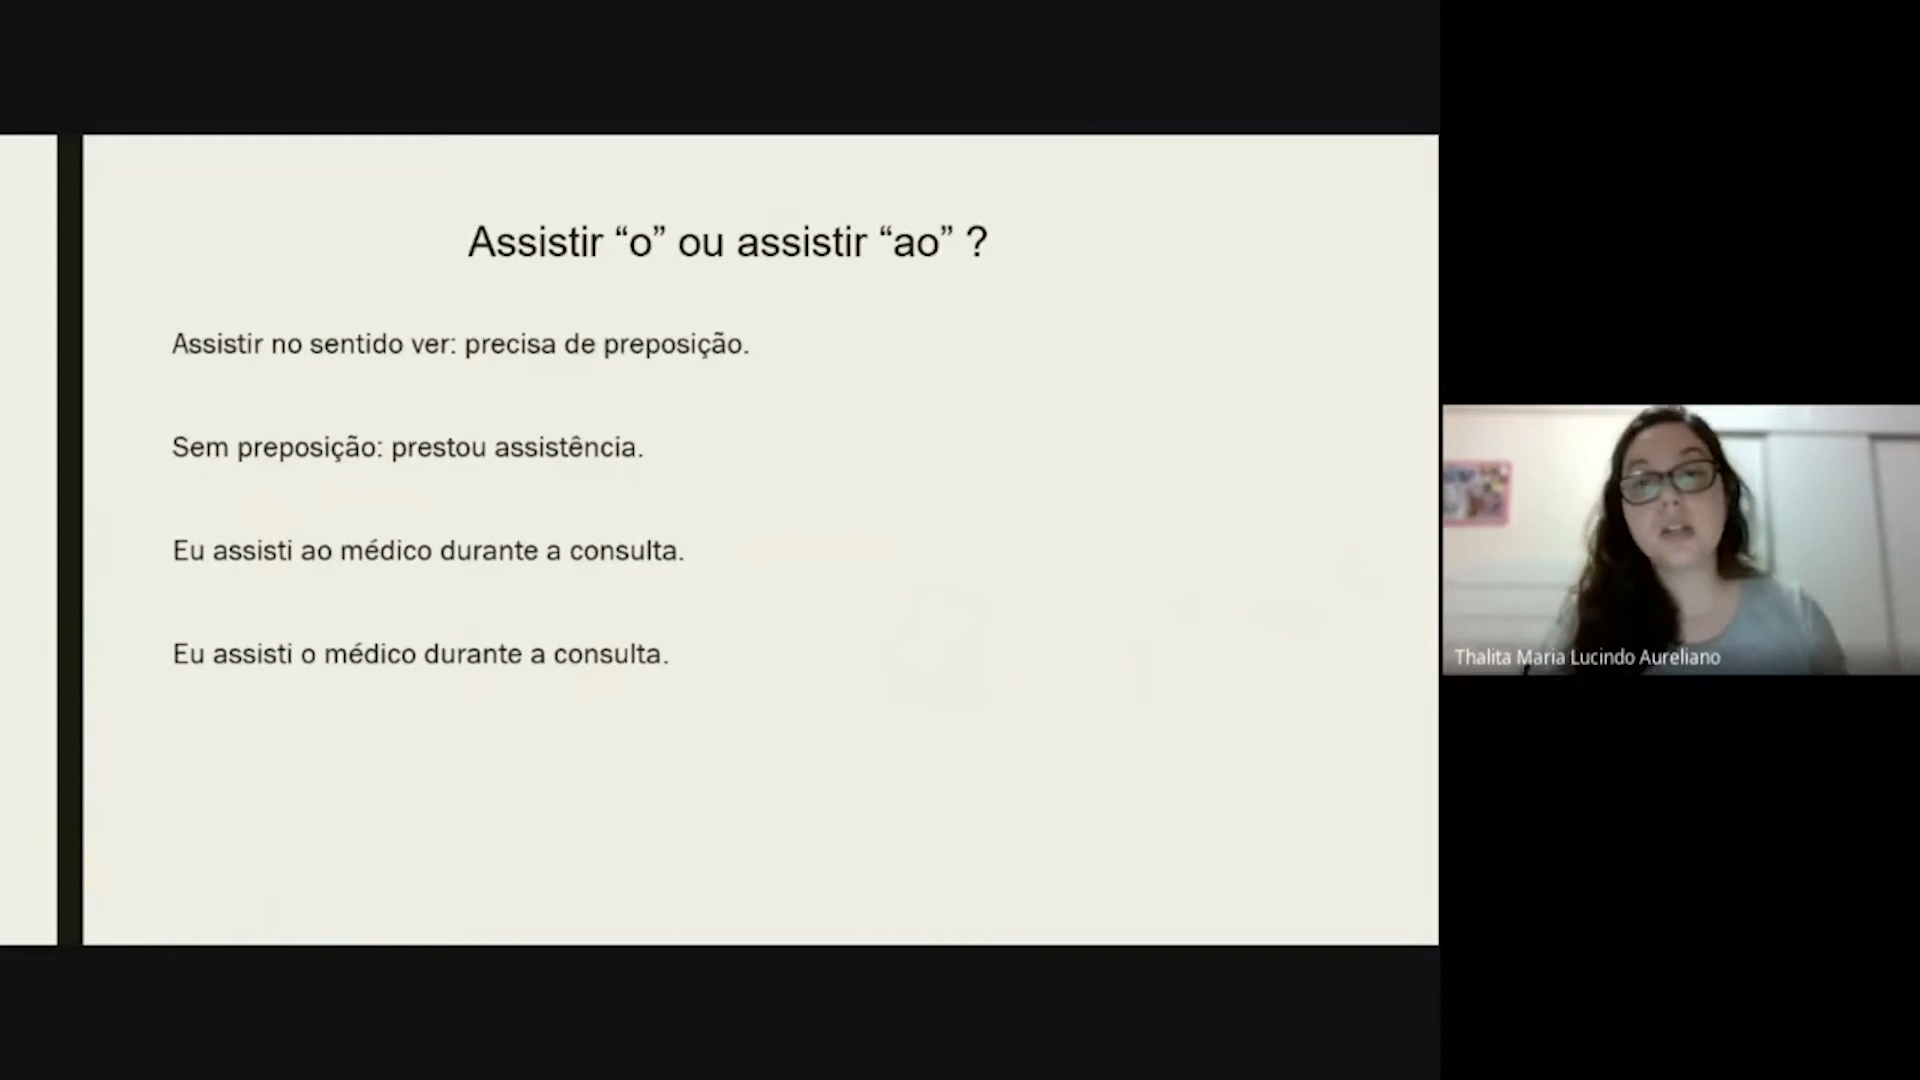 Assistir “o” ou assistir “ao” ?
Assistir no sentido ver: precisa de preposição.
Sem preposição: prestou assistência.
Eu assisti ao médico durante a consulta.
Eu assisti o médico durante a consulta.
Thalita Maria Lucindo Aureliano